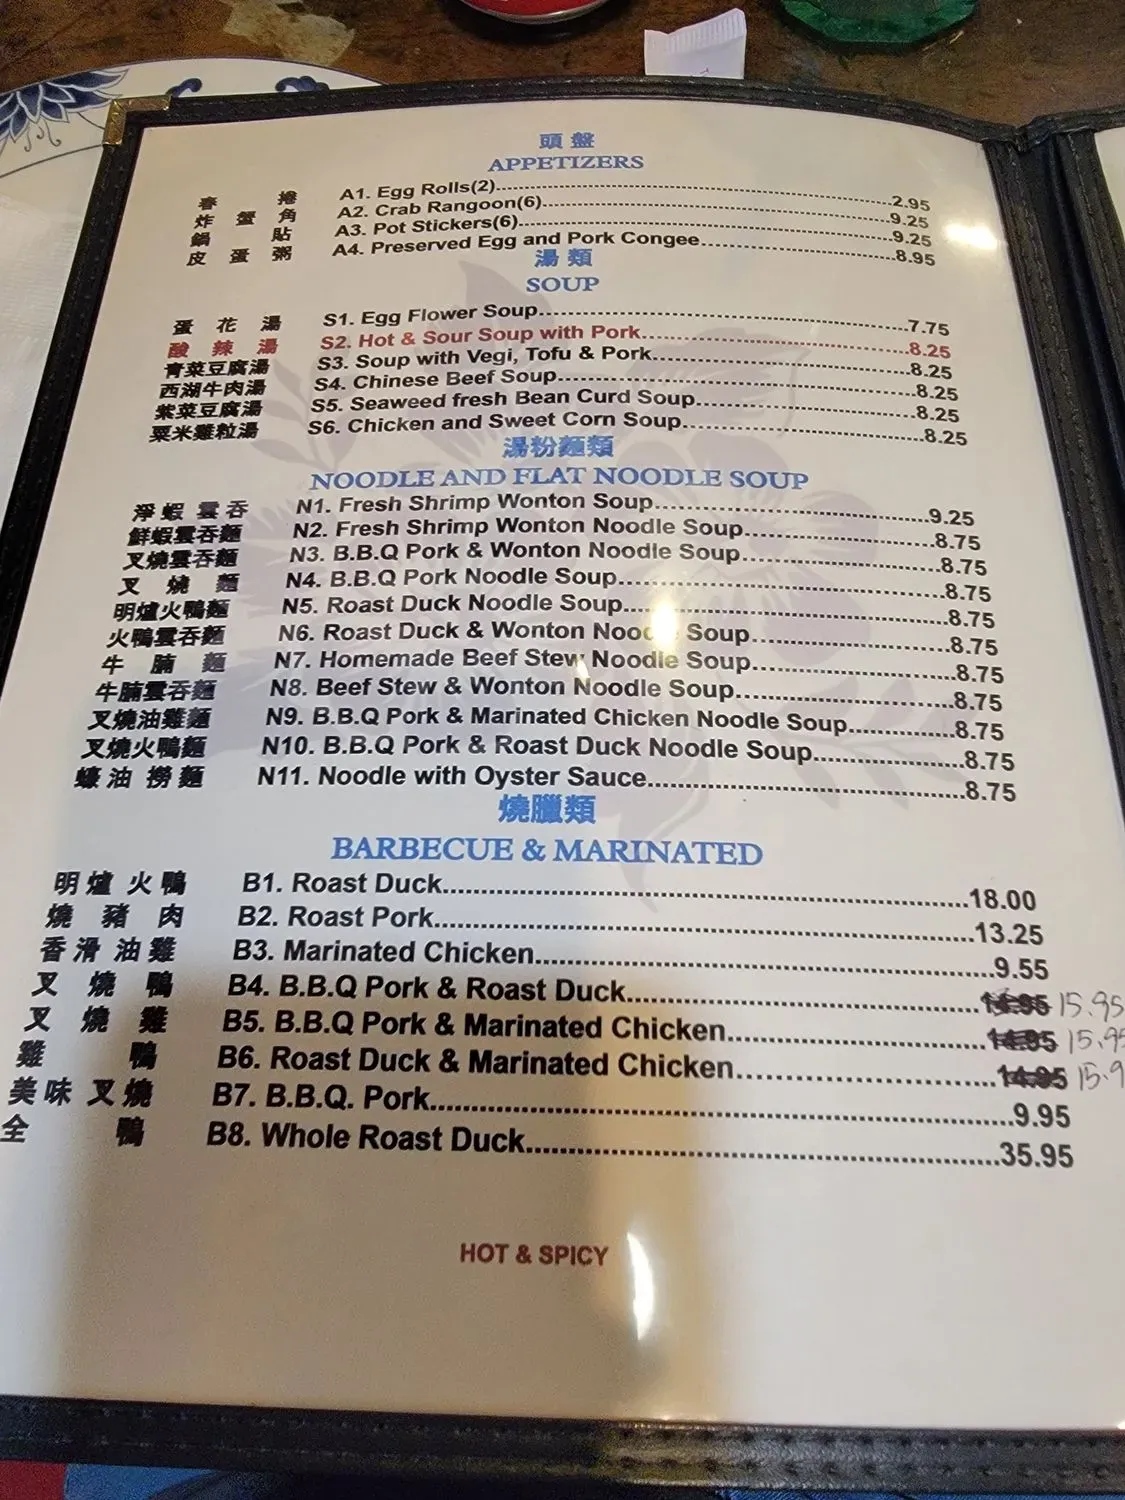 頭 盤
APPETIZERS
春 捲 A1. Egg Rolls(2)..........2.95
炸 蟹 角 A2. Crab Rangoon(6)..........9.25
鍋 貼 A3. Pot Stickers(6)..........9.25
皮 蛋 粥 A4. Preserved Egg and Pork Congee..........8.95
湯 類
SOUP
蛋 花 湯 S1. Egg Flower Soup..........7.75
酸 辣 湯 S2. Hot & Sour Soup with Pork..........8.25
青菜豆腐湯 S3. Soup with Vegi, Tofu & Pork..........8.25
西湖牛肉湯 S4. Chinese Beef Soup..........8.25
紫菜豆腐湯 S5. Seaweed fresh Bean Curd Soup..........8.25
粟米雞粒湯 S6. Chicken and Sweet Corn Soup..........8.25
湯粉麵類
NOODLE AND FLAT NOODLE SOUP
淨 蝦 雲 吞 N1. Fresh Shrimp Wonton Soup..........9.25
鮮蝦雲吞麵 N2. Fresh Shrimp Wonton Noodle Soup..........8.75
叉燒雲吞麵 N3. B.B.Q Pork & Wonton Noodle Soup..........8.75
叉 燒 麵 N4. B.B.Q Pork Noodle Soup..........8.75
明爐火鴨麵 N5. Roast Duck Noodle Soup..........8.75
火鴨雲吞麵 N6. Roast Duck & Wonton Noodle Soup..........8.75
牛 腩 麵 N7. Homemade Beef Stew Noodle Soup..........8.75
牛腩雲吞麵 N8. Beef Stew & Wonton Noodle Soup..........8.75
叉燒油雞麵 N9. B.B.Q Pork & Marinated Chicken Noodle Soup..........8.75
叉燒火鴨麵 N10. B.B.Q Pork & Roast Duck Noodle Soup..........8.75
蠔 油 撈 麵 N11. Noodle with Oyster Sauce..........8.75
燒臘類
BARBECUE & MARINATED
明 爐 火 鴨 B1. Roast Duck..........18.00
燒 豬 肉 B2. Roast Pork..........13.25
香 滑 油 雞 B3. Marinated Chicken..........9.55
叉 燒 鴨 B4. B.B.Q Pork & Roast Duck..........14.95 15.95
叉 燒 雞 B5. B.B.Q Pork & Marinated Chicken..........14.95 15.95
雞 鴨 B6. Roast Duck & Marinated Chicken..........14.95 15.9
美 味 叉 燒 B7. B.B.Q. Pork..........9.95
全 鴨 B8. Whole Roast Duck..........35.95
HOT & SPICY